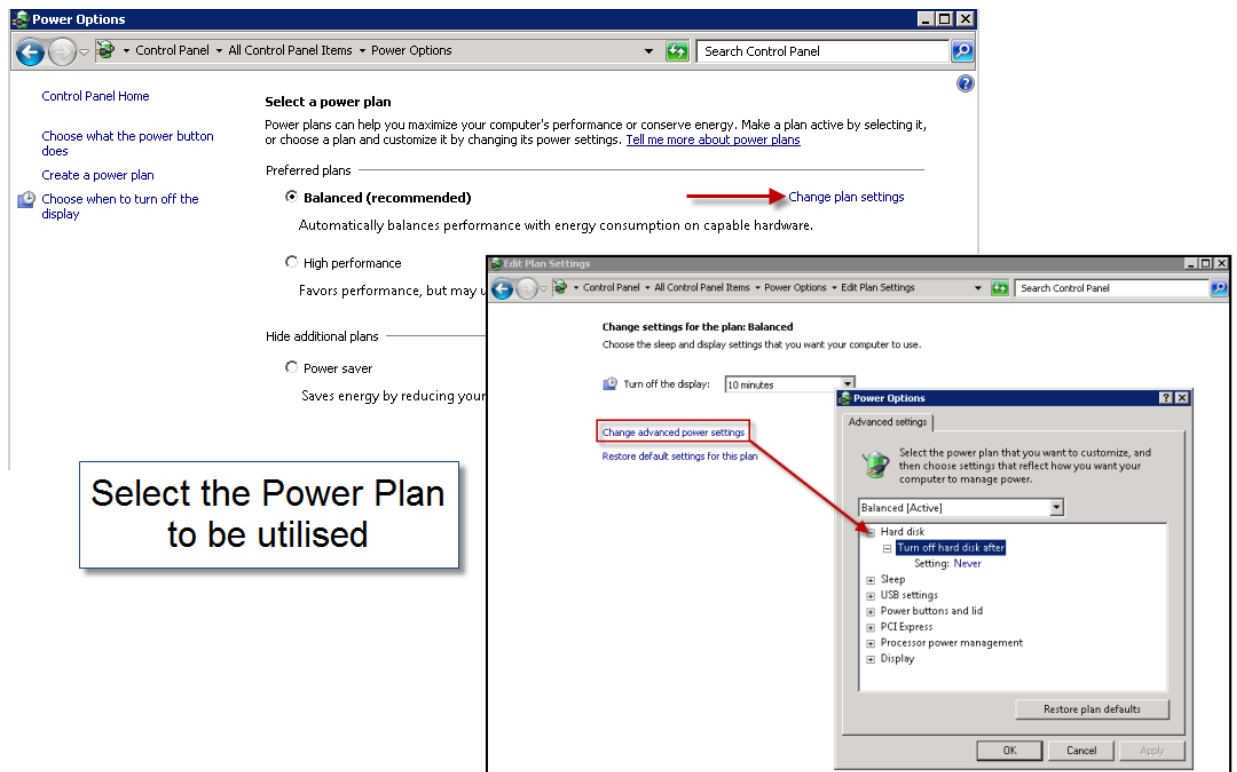 Power Options
Control Panel
All Control Panel Items
Power Options
Search Control Panel
Control Panel Home
Choose what the power button
does
Create a power plan
Choose when to turn off the
display
Select a power plan
Power plans can help you maximize your computer's performance or conserve energy. Make a plan active by selecting it,
or choose a plan and customize it by changing its power settings. Tell me more about power plans
Preferred plans
Balanced (recommended)
Change plan settings
Automatically balances performance with energy consumption on capable hardware.
High performance
Favors performance, but may u
Hide additional plans
Power saver
Saves energy by reducing your
Select the Power Plan
to be utilised
Edit Plan Settings
Control Panel
All Control Panel Items
Power Options
Edit Plan Settings
Search Control Panel
Change settings for the plan: Balanced
Choose the sleep and display settings that you want your computer to use.
Turn off the display:
10 minutes
Change advanced power settings
Restore default settings for this plan
Power Options
Advanced settings
Select the power plan that you want to customize, and
then choose settings that reflect how you want your
computer to manage power.
Balanced [Active]
Hard disk
Turn off hard disk after
Setting: Never
Sleep
USB settings
Power buttons and lid
PCI Express
Processor power management
Display
Restore plan defaults
OK
Cancel
Apply